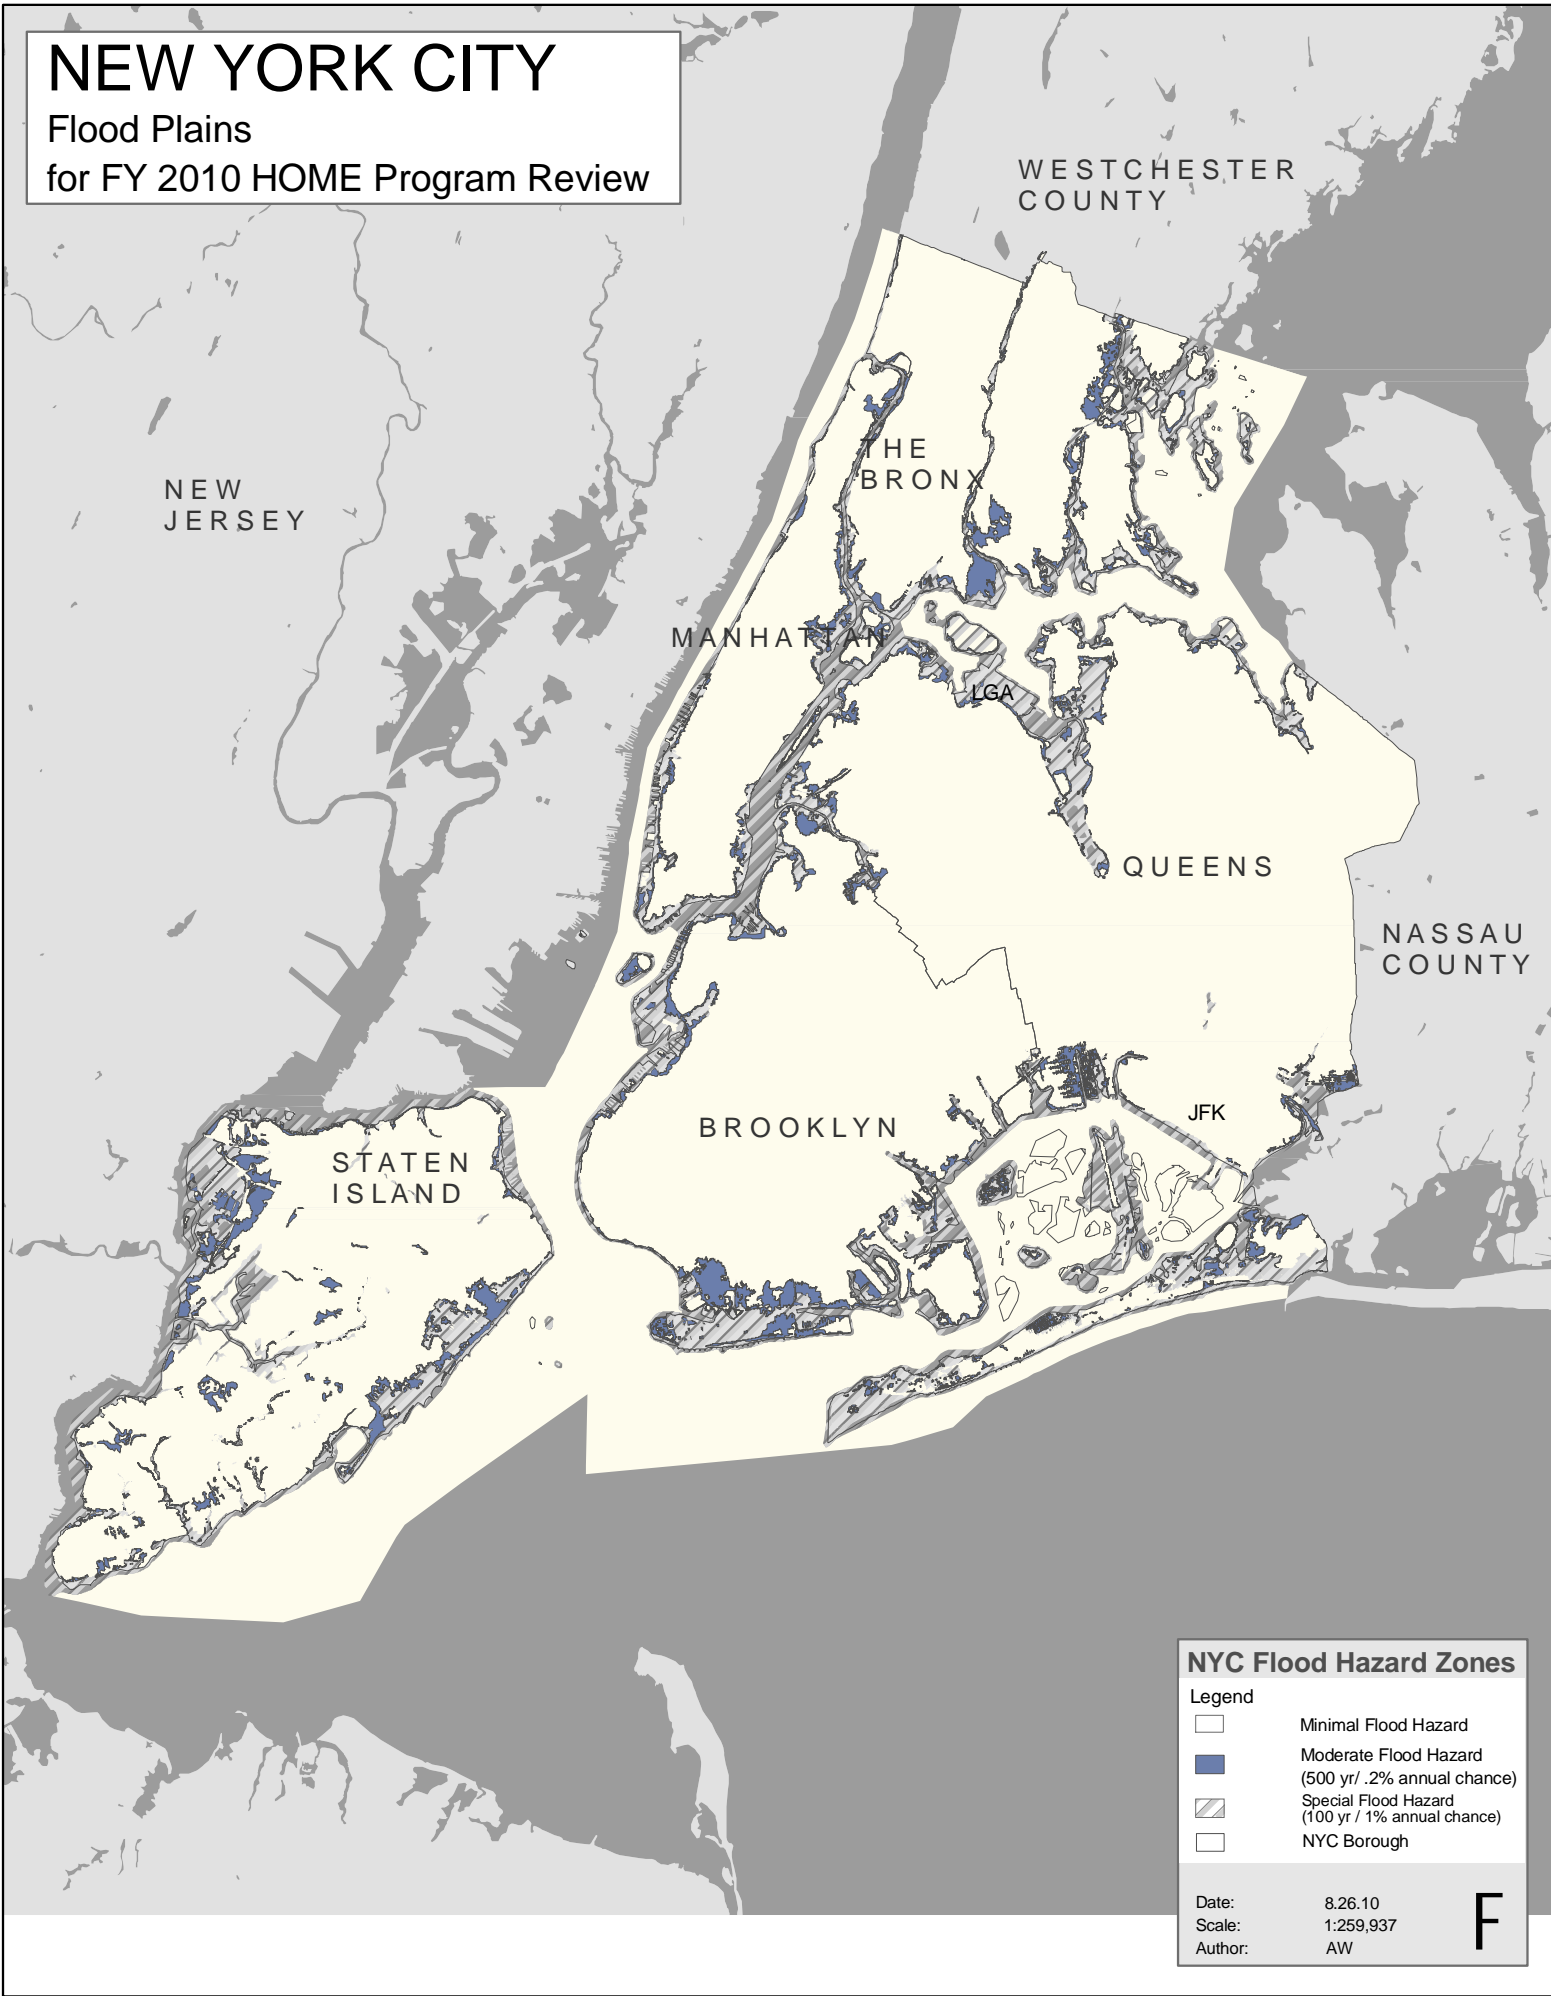 NEW YORK CITY
Flood Plains
for FY 2010 HOME Program Review
WESTCHESTER
COUNTY
THE
BRONX
NEW
JERSEY
MANHATTAN
LGA
QUEENS
NASSAU
COUNTY
JFK
BROOKLYN
STATEN
ISLAND
NYC Flood Hazard Zones
Legend
Minimal Flood Hazard
Moderate Flood Hazard
(500 yr/ .2% annual chance)
Special Flood Hazard
(100 yr / 1% annual chance)
NYC Borough
Date: 8.26.10
Scale: 1:259,937
Author: AW
F